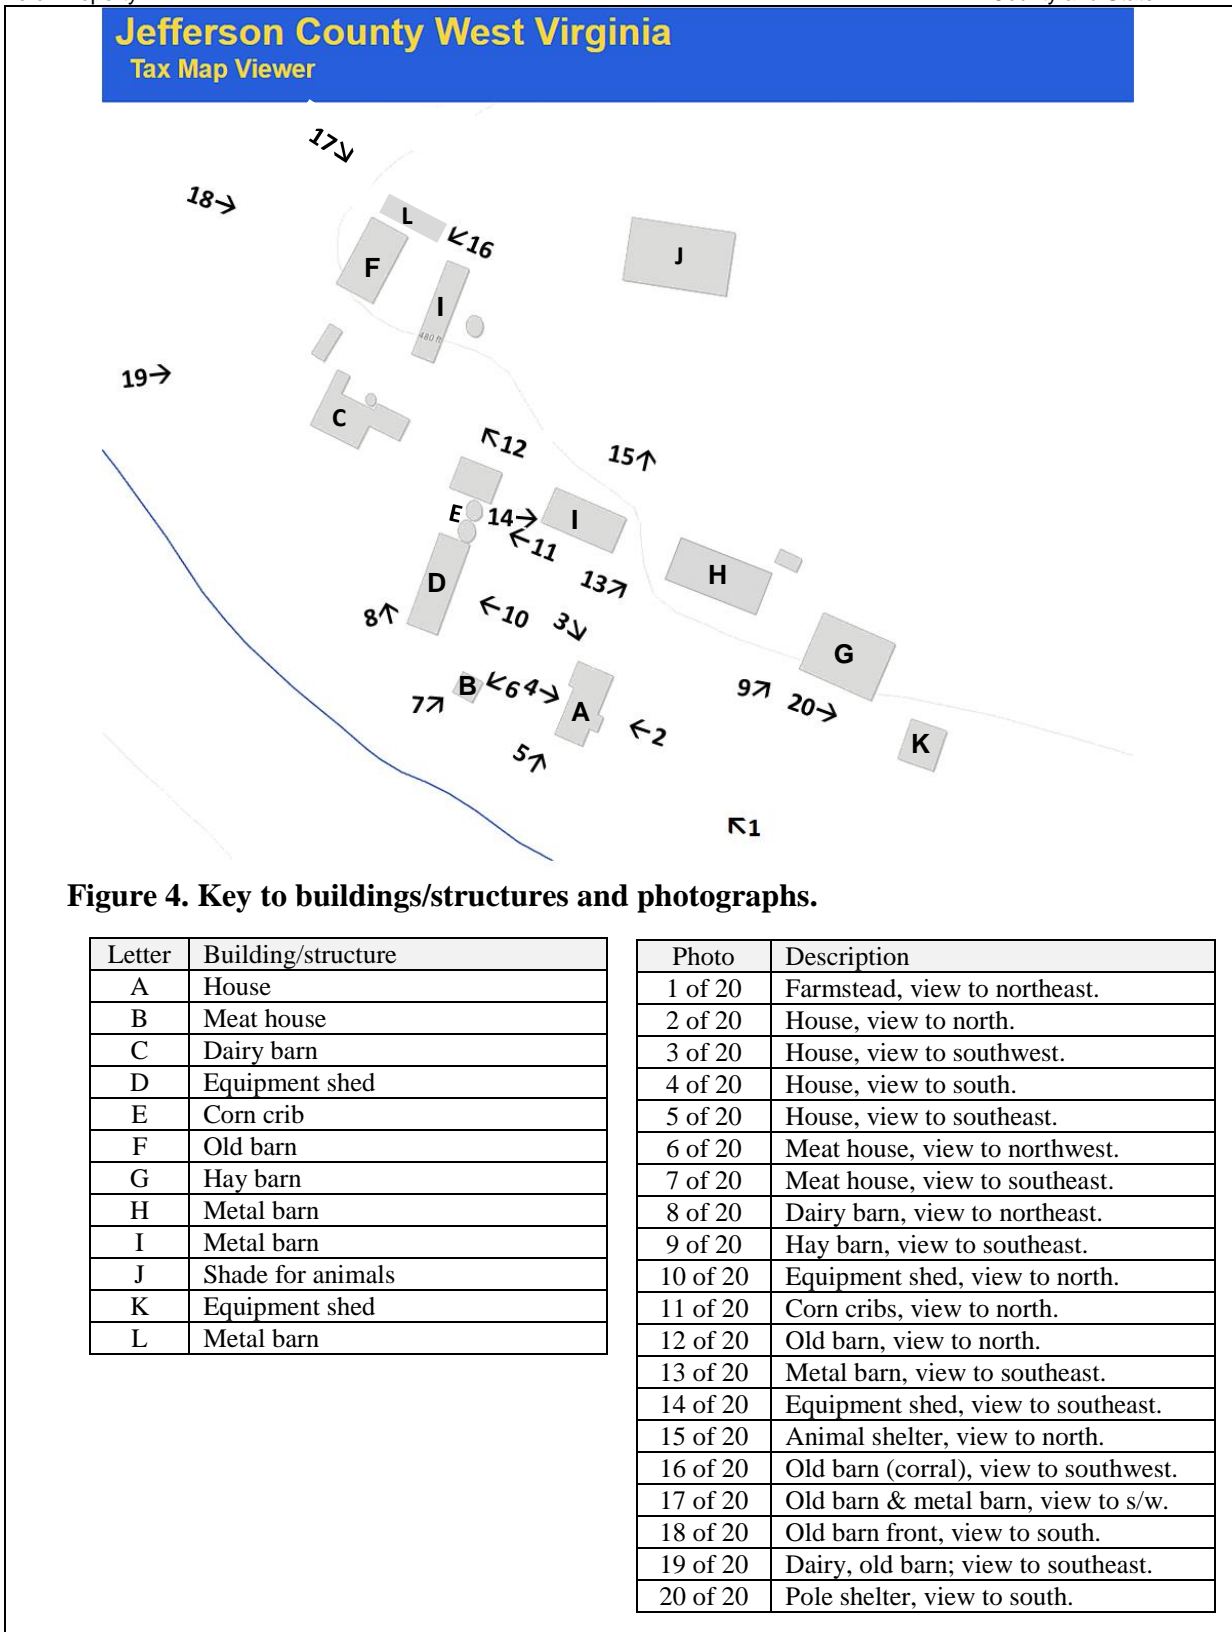 Jefferson County West Virginia
Tax Map Viewer
17↘
18→
L
↙16
F
J
I
480 ft
19→
C
↖12
15↑
E
14→
I
←11
13↗
H
D
8↑
←10
3↘
G
B
↙6
4→
A
9↗
20→
7↗
←2
K
5↗
↖1
Figure 4. Key to buildings/structures and photographs.
Letter Building/structure
A House
B Meat house
C Dairy barn
D Equipment shed
E Corn crib
F Old barn
G Hay barn
H Metal barn
I Metal barn
J Shade for animals
K Equipment shed
L Metal barn
Photo Description
1 of 20 Farmstead, view to northeast.
2 of 20 House, view to north.
3 of 20 House, view to southwest.
4 of 20 House, view to south.
5 of 20 House, view to southeast.
6 of 20 Meat house, view to northwest.
7 of 20 Meat house, view to southeast.
8 of 20 Dairy barn, view to northeast.
9 of 20 Hay barn, view to southeast.
10 of 20 Equipment shed, view to north.
11 of 20 Corn cribs, view to north.
12 of 20 Old barn, view to north.
13 of 20 Metal barn, view to southeast.
14 of 20 Equipment shed, view to southeast.
15 of 20 Animal shelter, view to north.
16 of 20 Old barn (corral), view to southwest.
17 of 20 Old barn & metal barn, view to s/w.
18 of 20 Old barn front, view to south.
19 of 20 Dairy, old barn; view to southeast.
20 of 20 Pole shelter, view to south.